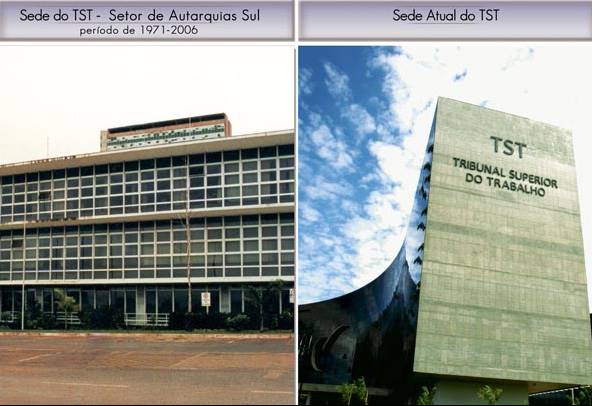 Sede do TST - Setor de Autarquias Sul
período de 1971-2006
Sede Atual do TST
TST
TRIBUNAL SUPERIOR
DO TRABALHO